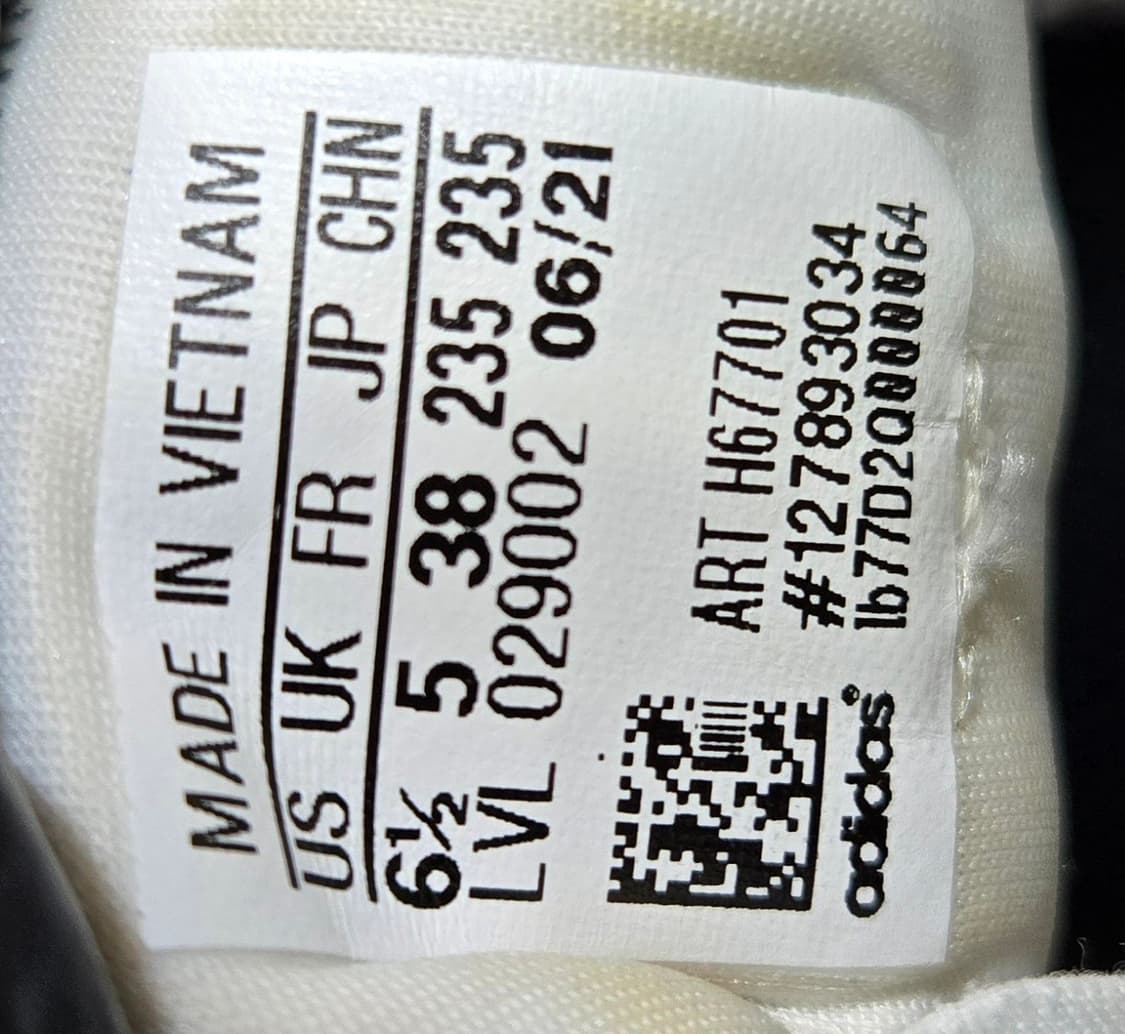 MADE IN VIETNAM
US UK FR JP CHN
6½ 5 38 235 235
LVL 029002 06/21
ART H67701
#127893034
lb77D2Q000064
adidas®